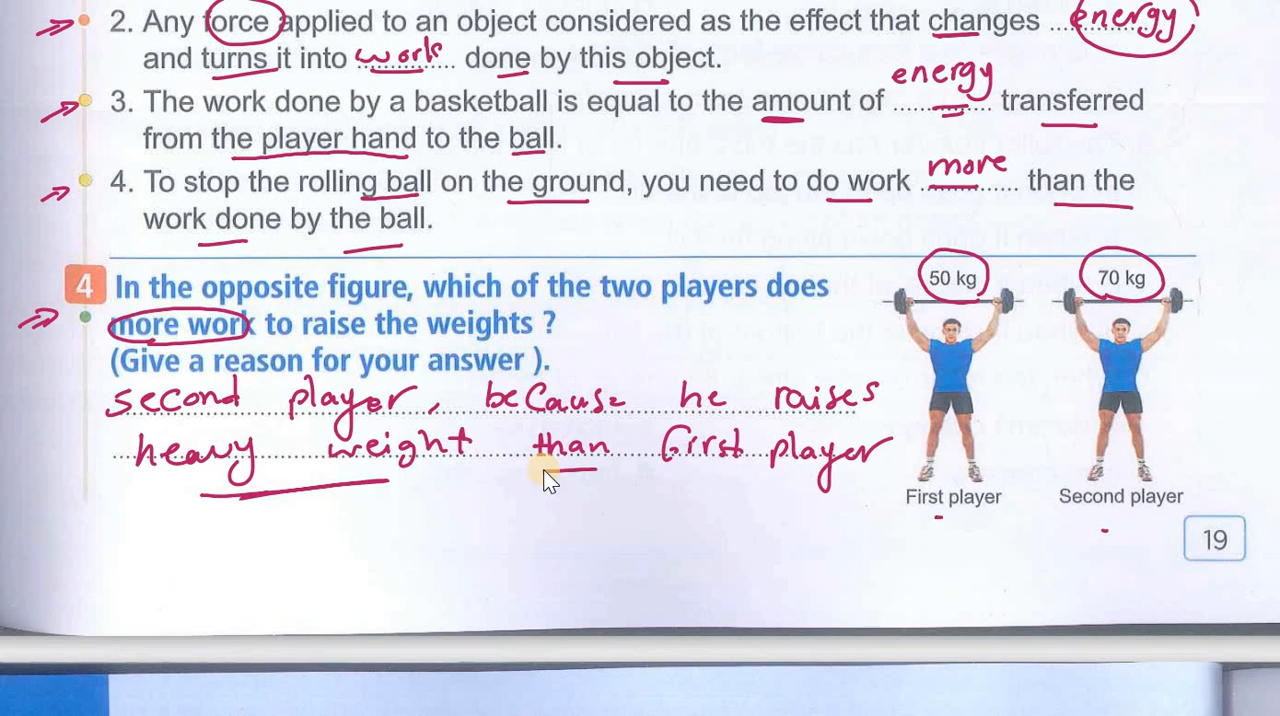 2. Any force applied to an object considered as the effect that changes energy
and turns it into work done by this object.
3. The work done by a basketball is equal to the amount of energy transferred
from the player hand to the ball.
4. To stop the rolling ball on the ground, you need to do work more than the
work done by the ball.
4 In the opposite figure, which of the two players does
more work to raise the weights ?
(Give a reason for your answer ).
second player, because he raises
heavy weight than first player
50 kg
70 kg
First player
Second player
19